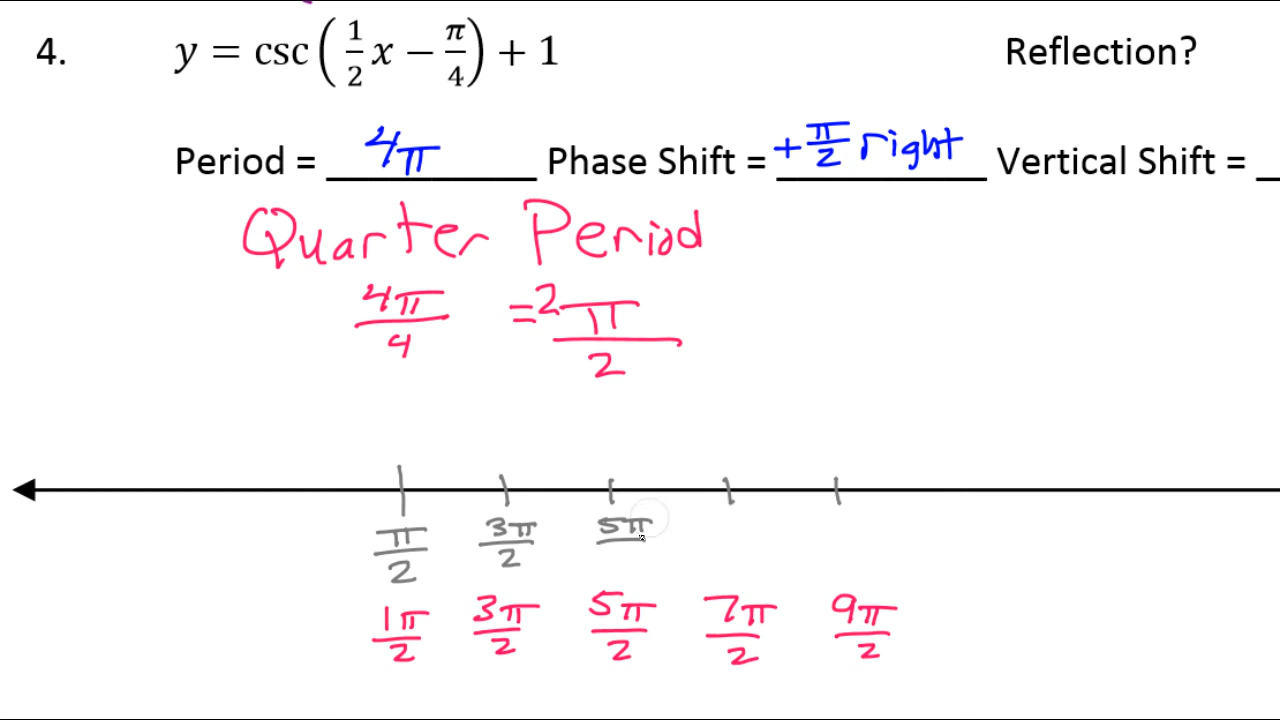 4. y = csc(1/2 x − π/4) + 1 Reflection?
Period = 4π Phase Shift = +π/2 right Vertical Shift =
Quarter Period
4π/4 = 2π/2
π/2 3π/2 5π
1π/2 3π/2 5π/2 7π/2 9π/2